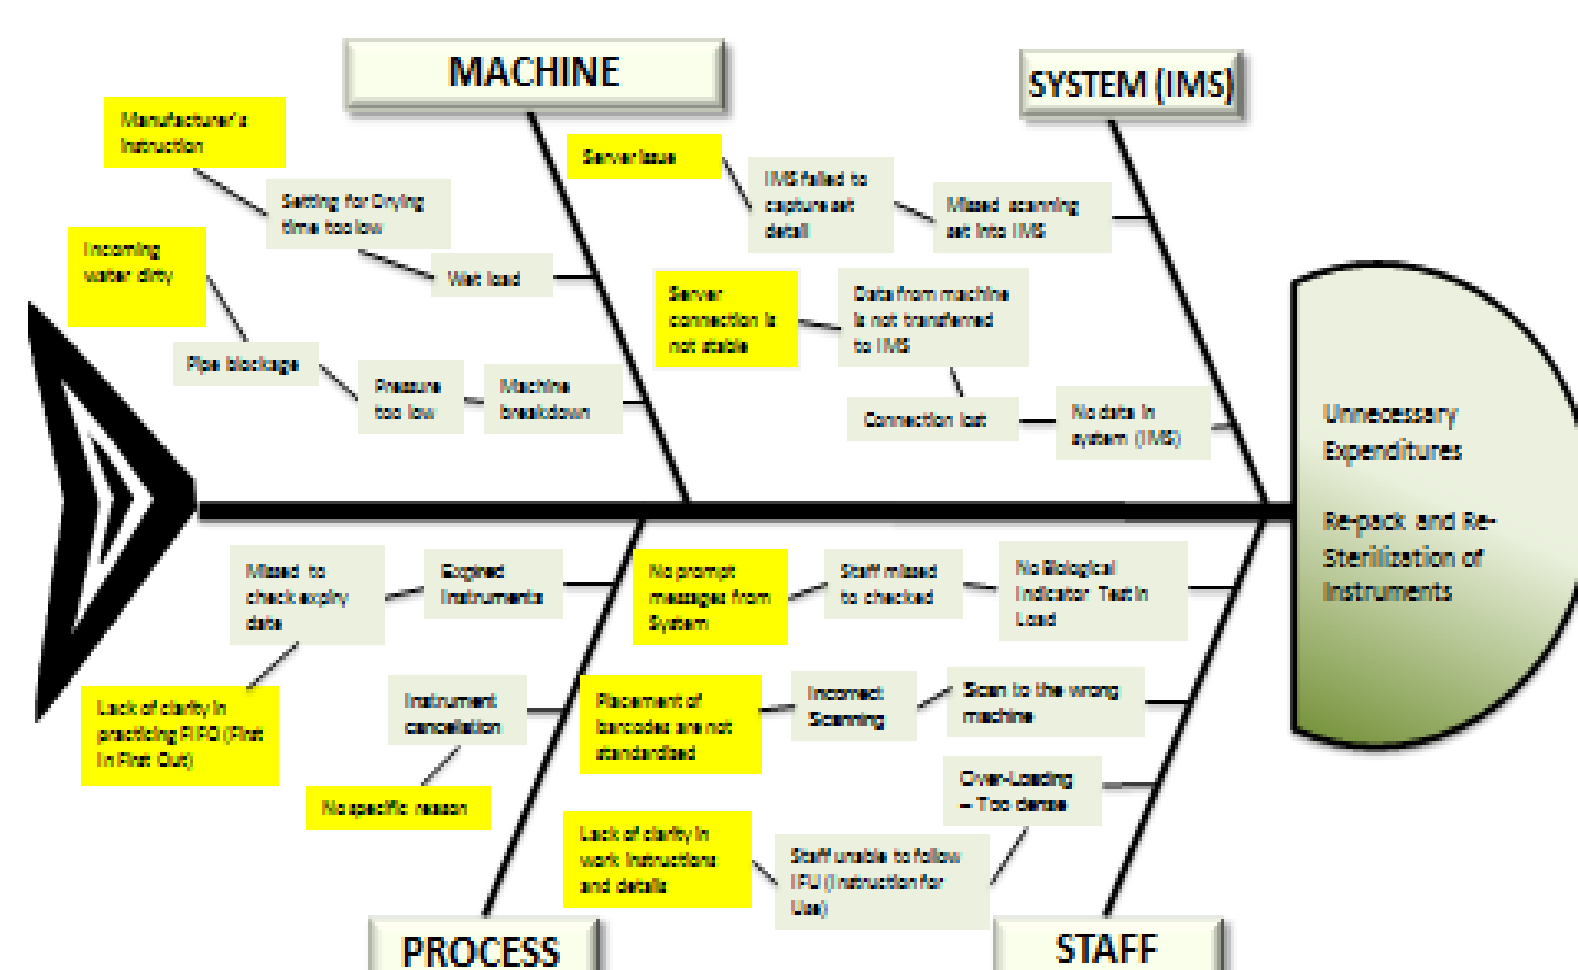 MACHINE
SYSTEM (IMS)
Manufacturer's
Instruction
Setting for Drying
time too low
Wet load
Incoming
water dirty
Pipe blockage
Pressure
too low
Machine
breakdown
Server issue
IMS failed to
capture set
detail
Missed scanning
set into IMS
Server
connection is
not stable
Data from machine
is not transferred
to IMS
Connection lost
No data in
system (IMS)
Unnecessary
Expenditures
Re-pack and Re-
Sterilization of
Instruments
Missed to
check expiry
date
Expired
Instruments
Lack of clarity in
practicing FIFO (First
In First Out)
Instrument
cancelation
No specific reason
No prompt
messages from
System
Staff missed
to checked
No Biological
Indicator Test in
Load
Placement of
barcodes are not
standardised
Incorrect
Scanning
Scan to the wrong
machine
Over-Loading
– Too dense
Lack of clarity in
work instructions
and details
Staff unable to follow
IFU (Instruction for
Use)
PROCESS
STAFF